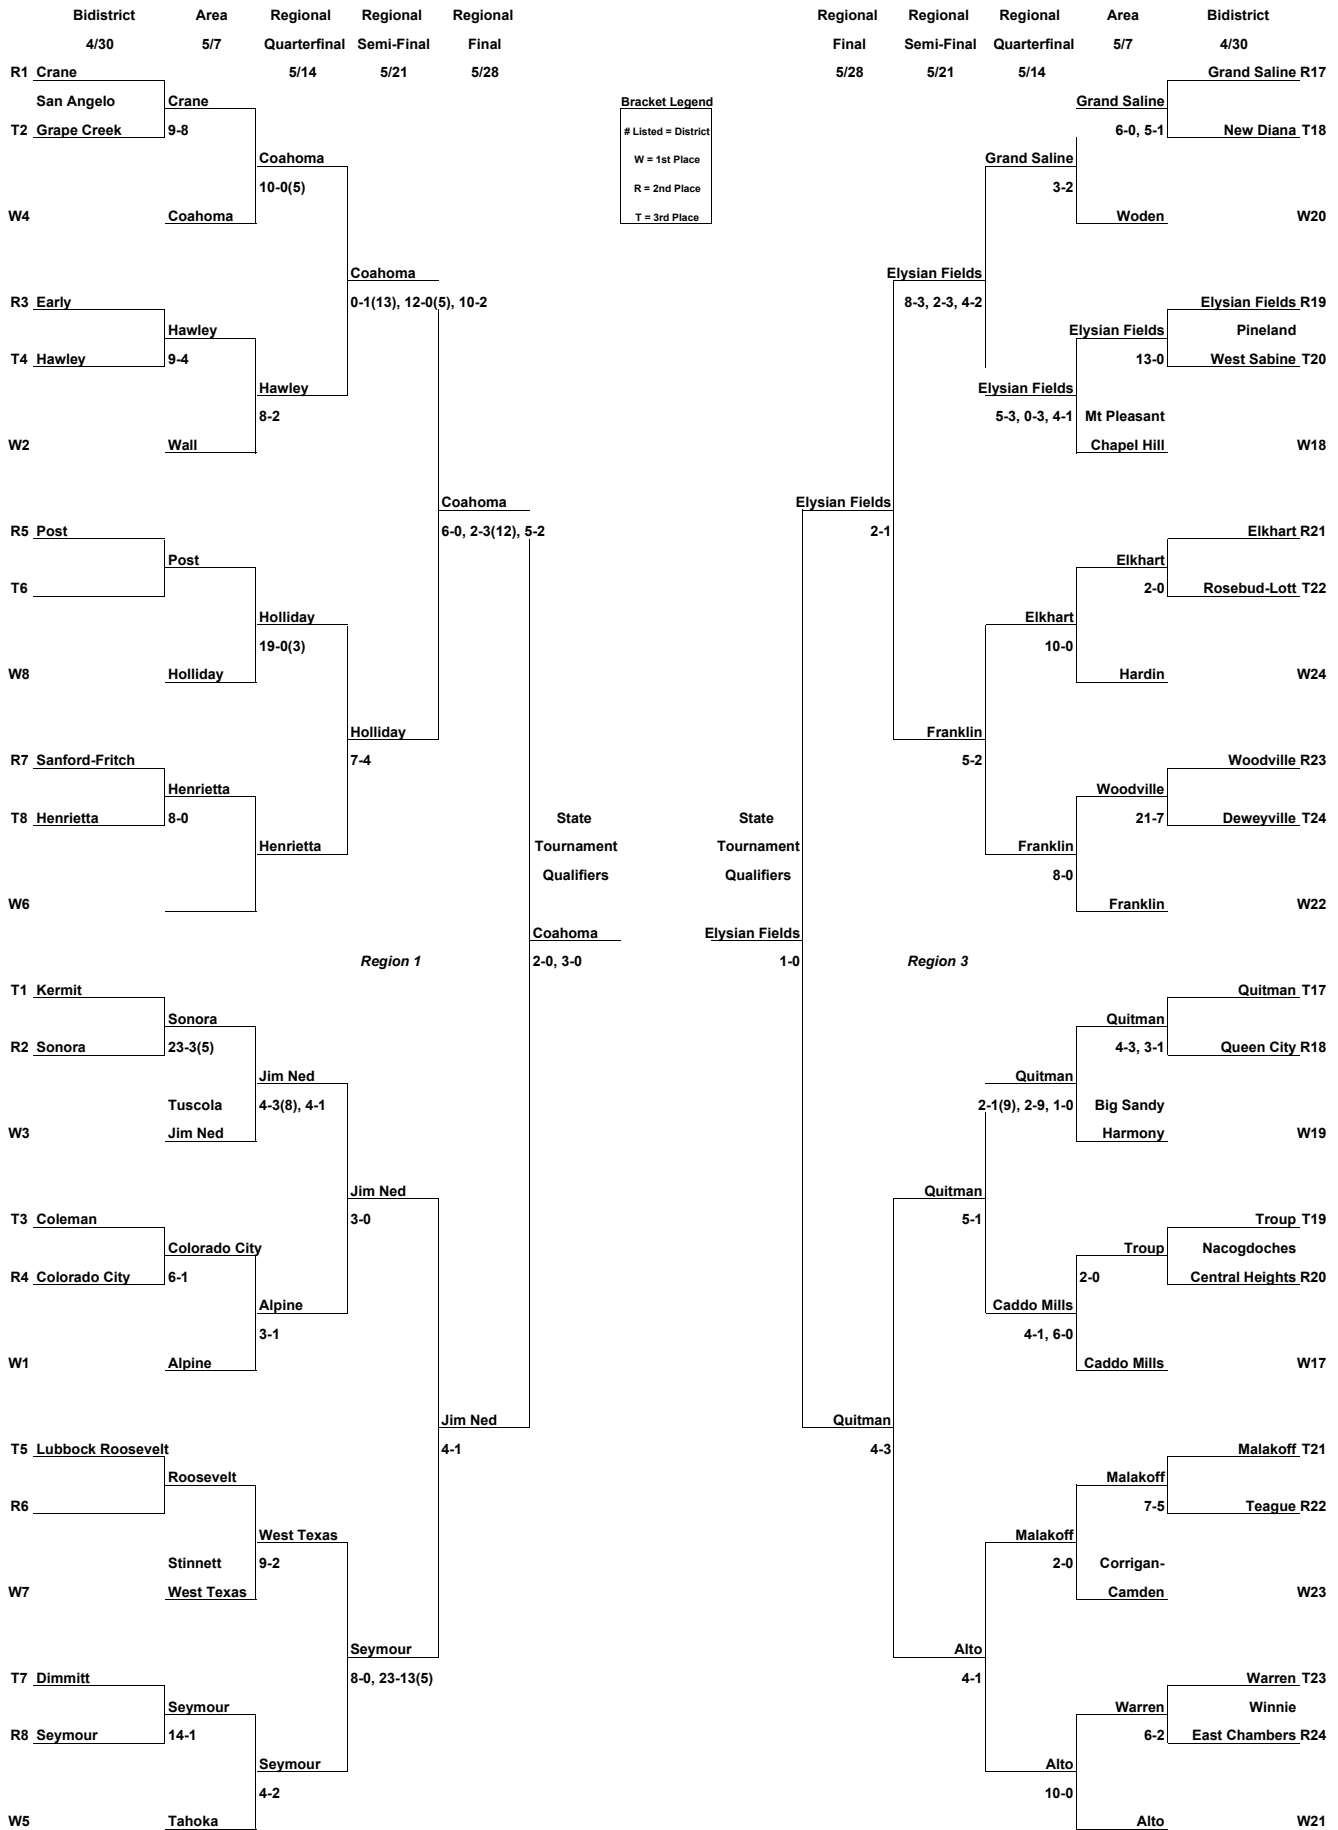 Bidistrict Area Regional Regional Regional Regional Regional Regional Area Bidistrict
4/30 5/7 Quarterfinal Semi-Final Final Final Semi-Final Quarterfinal 5/7 4/30
R1 Crane 5/14 5/21 5/28 5/28 5/21 5/14 Grand Saline R17
San Angelo Crane Bracket Legend Grand Saline
T2 Grape Creek 9-8 # Listed = District 6-0, 5-1 New Diana T18
Coahoma W = 1st Place Grand Saline
10-0(5) R = 2nd Place 3-2
W4 Coahoma T = 3rd Place Woden W20
Coahoma Elysian Fields
R3 Early 0-1(13), 12-0(5), 10-2 8-3, 2-3, 4-2 Elysian Fields R19
Hawley Elysian Fields Pineland
T4 Hawley 9-4 13-0 West Sabine T20
Hawley Elysian Fields
8-2 5-3, 0-3, 4-1 Mt Pleasant
W2 Wall Chapel Hill W18
Coahoma Elysian Fields
R5 Post 6-0, 2-3(12), 5-2 2-1 Elkhart R21
Post Elkhart
T6 2-0 Rosebud-Lott T22
Holliday Elkhart
19-0(3) 10-0
W8 Holliday Hardin W24
Holliday Franklin
R7 Sanford-Fritch 7-4 5-2 Woodville R23
Henrietta Woodville
T8 Henrietta 8-0 State State 21-7 Deweyville T24
Henrietta Tournament Tournament Franklin
Qualifiers Qualifiers 8-0
W6 Franklin W22
Coahoma Elysian Fields
Region 1 2-0, 3-0 1-0 Region 3
T1 Kermit Quitman T17
Sonora Quitman
R2 Sonora 23-3(5) 4-3, 3-1 Queen City R18
Jim Ned Quitman
Tuscola 4-3(8), 4-1 2-1(9), 2-9, 1-0 Big Sandy
W3 Jim Ned Harmony W19
Jim Ned Quitman
T3 Coleman 3-0 5-1 Troup T19
Colorado City Troup Nacogdoches
R4 Colorado City 6-1 2-0 Central Heights R20
Alpine Caddo Mills
3-1 4-1, 6-0
W1 Alpine Caddo Mills W17
Jim Ned Quitman
T5 Lubbock Roosevelt 4-1 4-3 Malakoff T21
Roosevelt Malakoff
R6 7-5 Teague R22
West Texas Malakoff
Stinnett 9-2 2-0 Corrigan-
W7 West Texas Camden W23
Seymour Alto
T7 Dimmitt 8-0, 23-13(5) 4-1 Warren T23
Seymour Warren Winnie
R8 Seymour 14-1 6-2 East Chambers R24
Seymour Alto
4-2 10-0
W5 Tahoka Alto W21